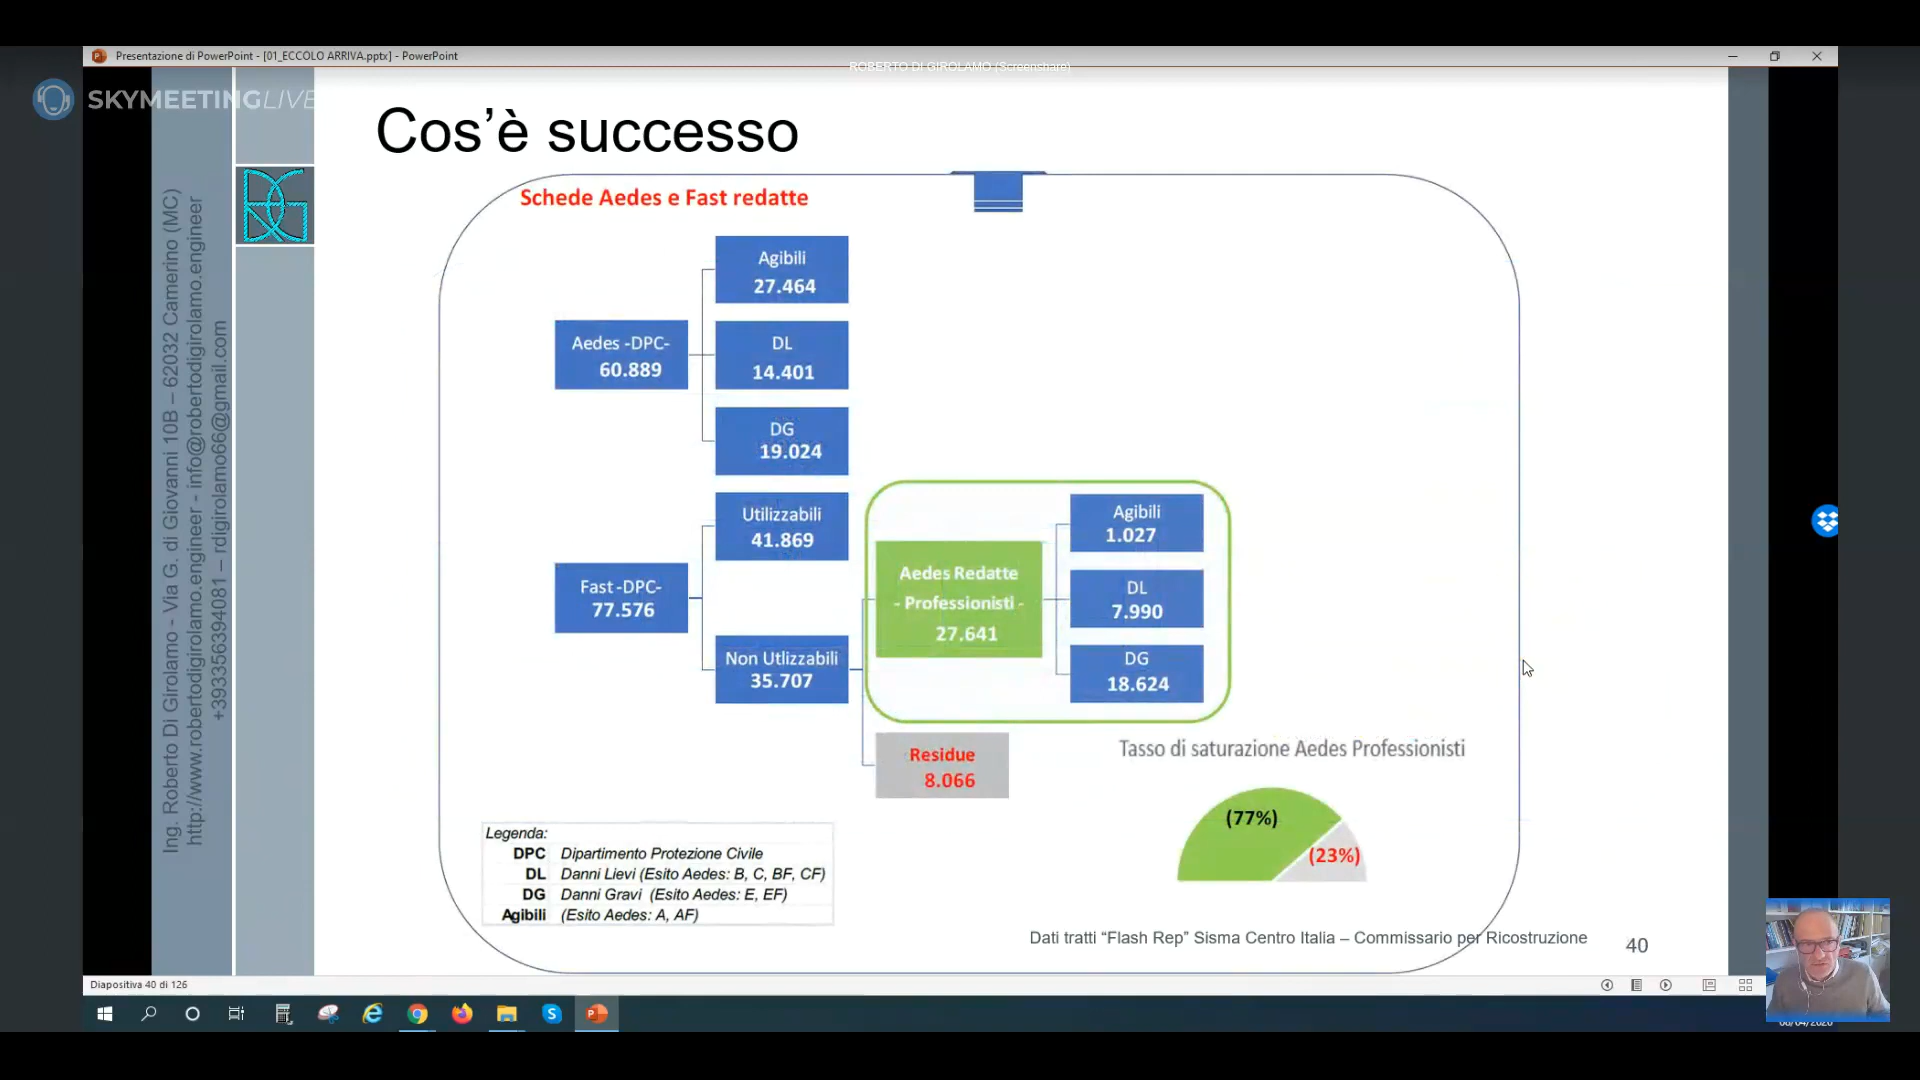 Presentazione di PowerPoint - [01_ECCOLO ARRIVA.pptx] - PowerPoint
ROBERTO DI GIROLAMO (Screenshare)
SKYMEETINGLIVE
Cos’è successo
Ing. Roberto Di Girolamo - Via G. di Giovanni 10B – 62032 Camerino (MC)
http://www.robertodigirolamo.engineer - info@robertodigirolamo.engineer
+393356394081 – rdigirolamo66@gmail.com
Schede Aedes e Fast redatte
Agibili
27.464
Aedes -DPC-
60.889
DL
14.401
DG
19.024
Utilizzabili
41.869
Fast -DPC-
77.576
Non Utlizzabili
35.707
Aedes Redatte
- Professionisti -
27.641
Agibili
1.027
DL
7.990
DG
18.624
Residue
8.066
Tasso di saturazione Aedes Professionisti
(77%)
(23%)
Legenda:
DPC Dipartimento Protezione Civile
DL Danni Lievi (Esito Aedes: B, C, BF, CF)
DG Danni Gravi (Esito Aedes: E, EF)
Agibili (Esito Aedes: A, AF)
Dati tratti “Flash Rep” Sisma Centro Italia – Commissario per Ricostruzione
40
Diapositiva 40 di 126